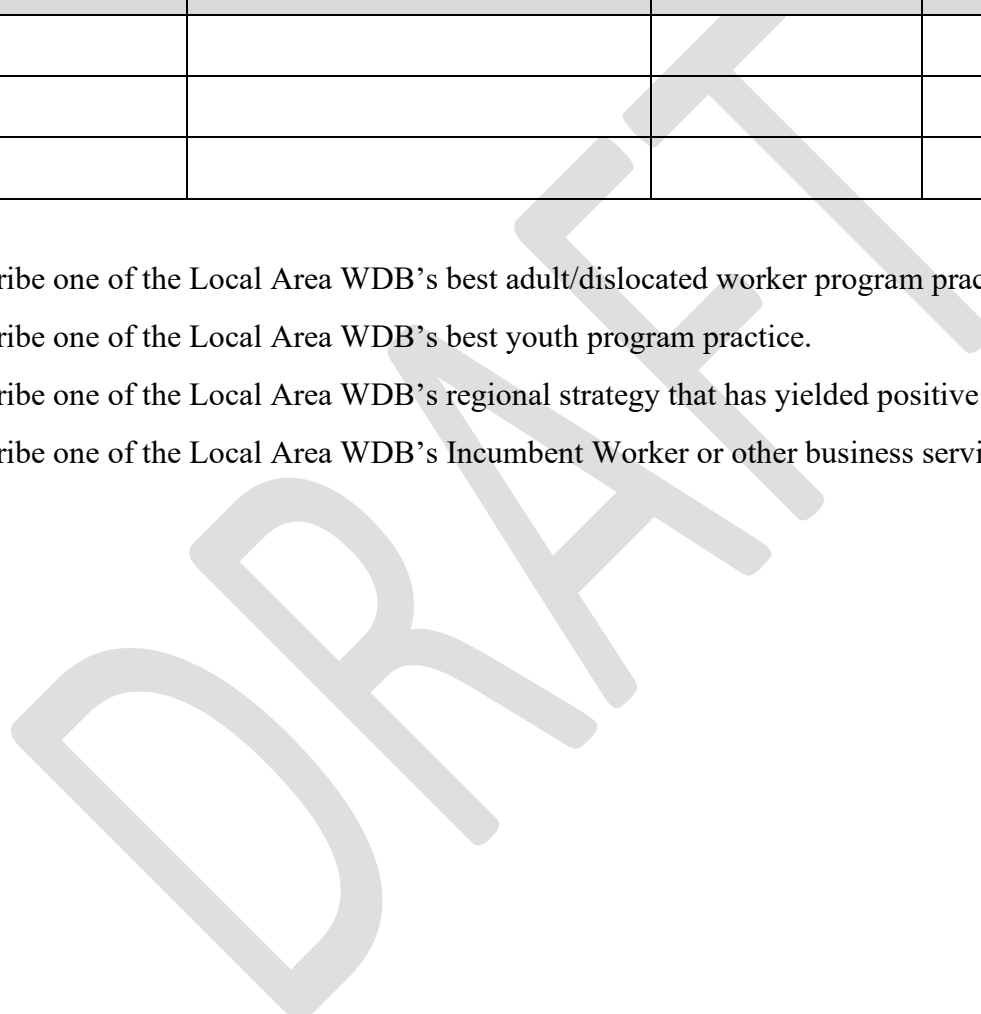 ribe one of the Local Area WDB’s best adult/dislocated worker program prac
ribe one of the Local Area WDB’s best youth program practice.
ribe one of the Local Area WDB’s regional strategy that has yielded positive
ribe one of the Local Area WDB’s Incumbent Worker or other business servi
DRAFT